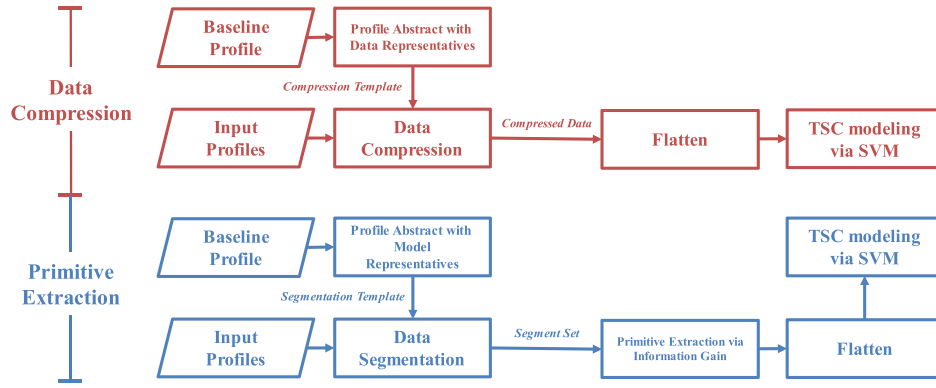 Data
Compression
Baseline
Profile
Profile Abstract with
Data Representatives
Compression Template
Input
Profiles
Data
Compression
Compressed Data
Flatten
TSC modeling
via SVM
Primitive
Extraction
Baseline
Profile
Profile Abstract with
Model
Representatives
Segmentation Template
Input
Profiles
Data
Segmentation
Segment Set
Primitive Extraction via
Information Gain
Flatten
TSC modeling
via SVM